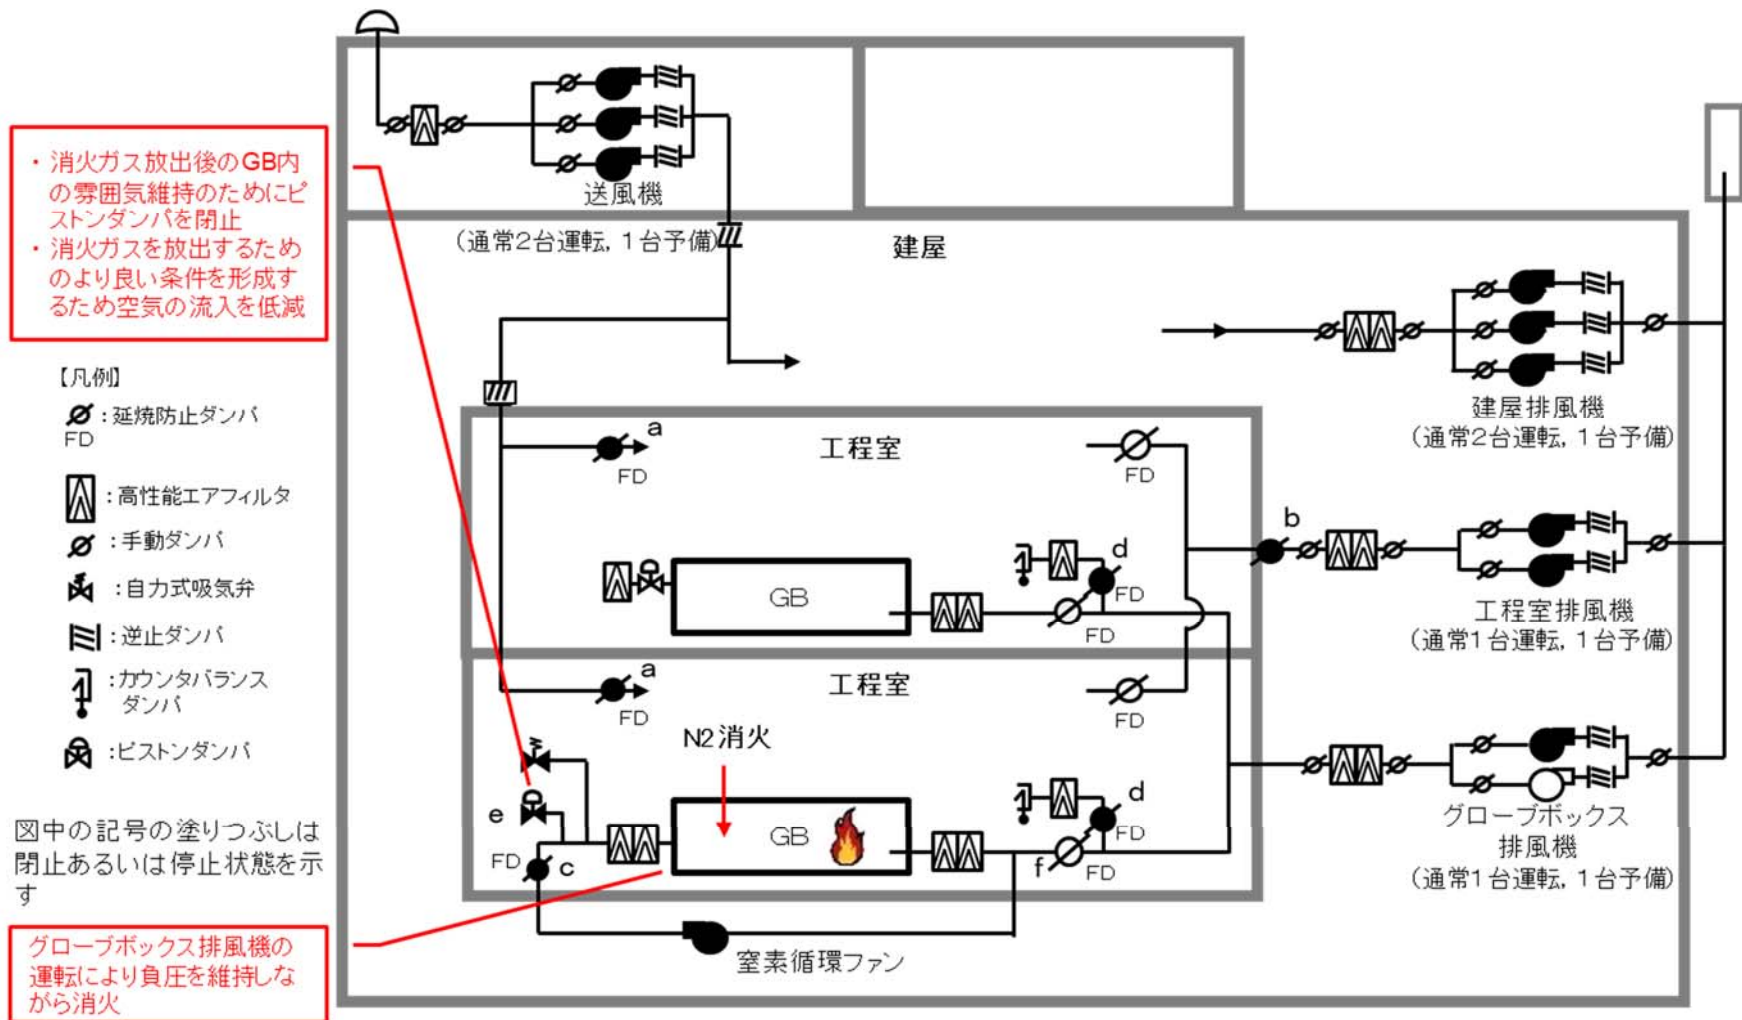 ・消火ガス放出後のGB内
の雰囲気維持のためにピ
ストンダンパを閉止
・消火ガスを放出するため
のより良い条件を形成す
るため空気の流入を低減
【凡例】
:延焼防止ダンパ
FD
:高性能エアフィルタ
:手動ダンパ
:自力式吸気弁
:逆止ダンパ
:カウンタバランス
ダンパ
:ピストンダンパ
図中の記号の塗りつぶしは
閉止あるいは停止状態を示
す
グローブボックス排風機の
運転により負圧を維持しな
がら消火
送風機
(通常2台運転, 1台予備)
建屋
建屋排風機
(通常2台運転, 1台予備)
a
FD
工程室
FD
b
GB
d
FD
FD
工程室排風機
(通常1台運転, 1台予備)
a
FD
工程室
FD
N2消火
e
FD
c
GB
d
FD
f
FD
グローブボックス
排風機
(通常1台運転, 1台予備)
窒素循環ファン